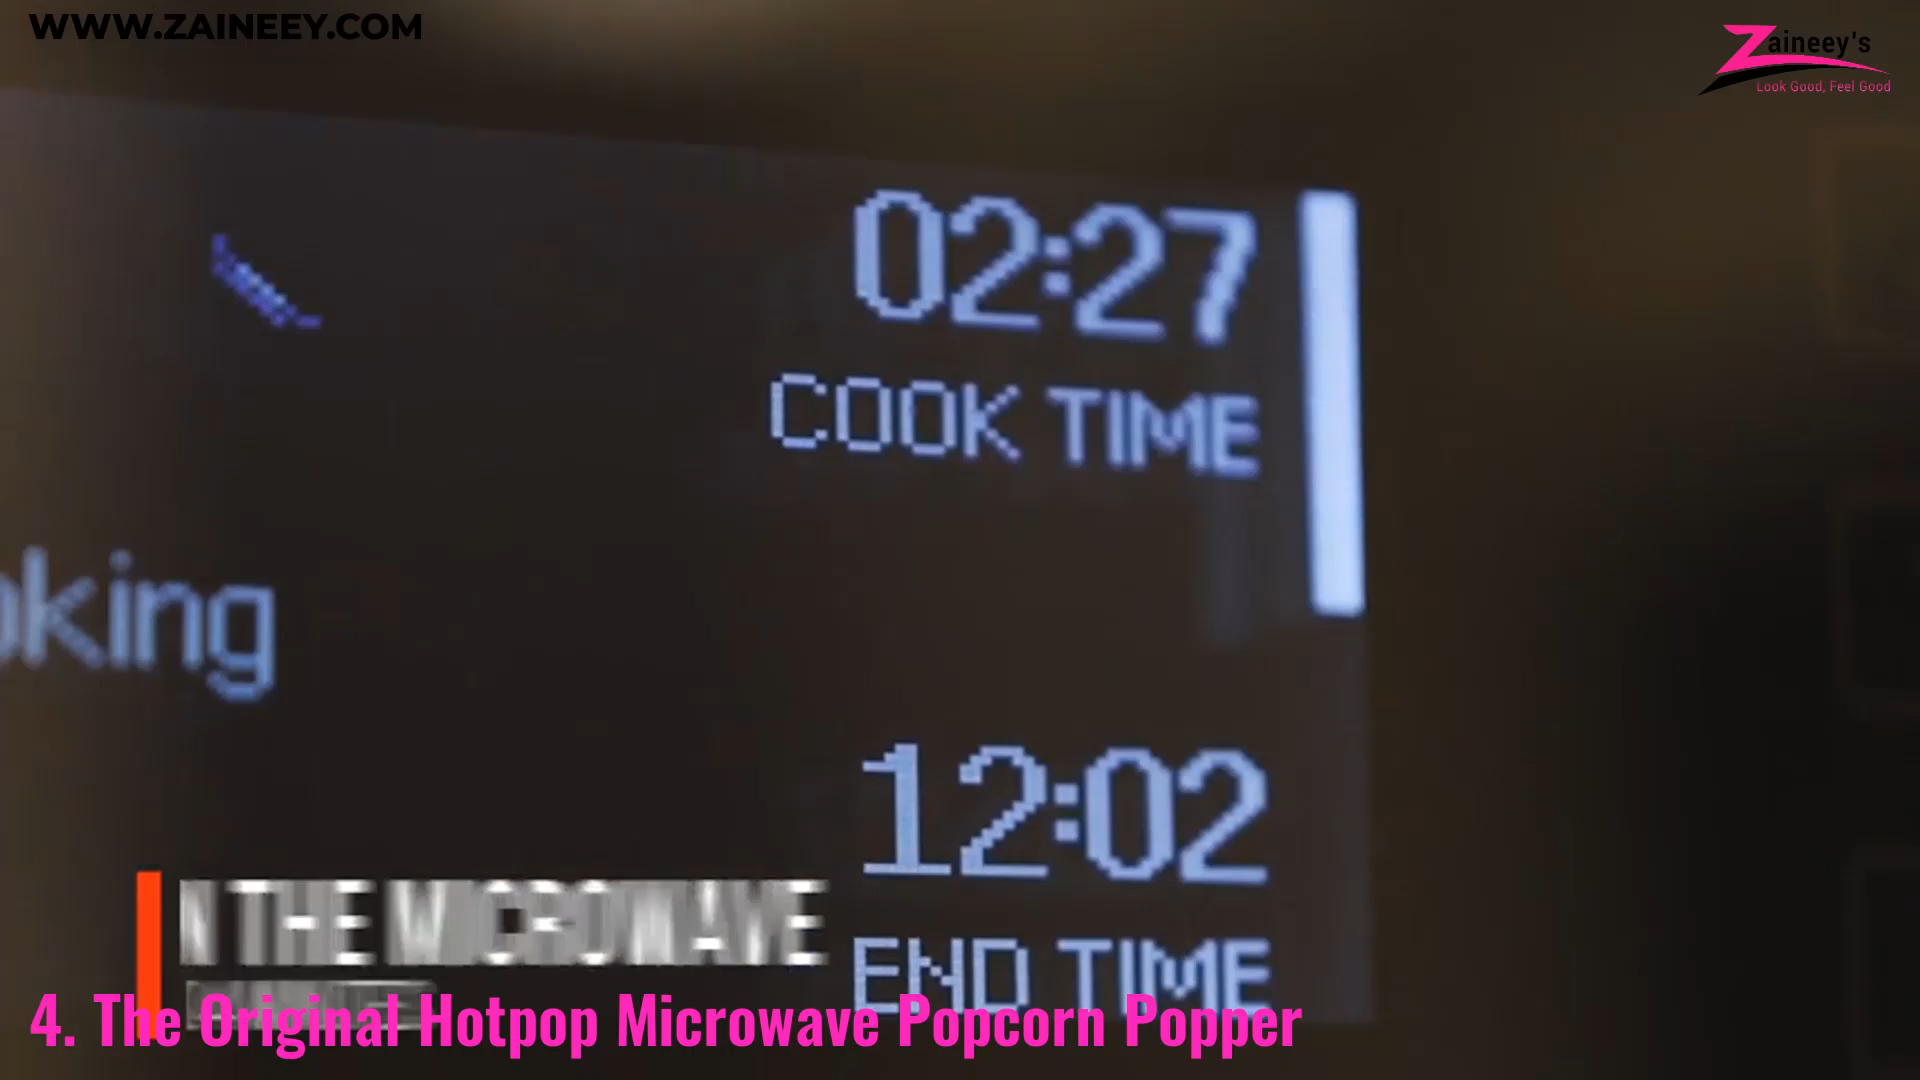 WWW.ZAINEEY.COM
Zaineey's
Look Good, Feel Good
02:27
COOK TIME
oking
12:02
END TIME
N THE MICROWAVE
4. The Original Hotpop Microwave Popcorn Popper